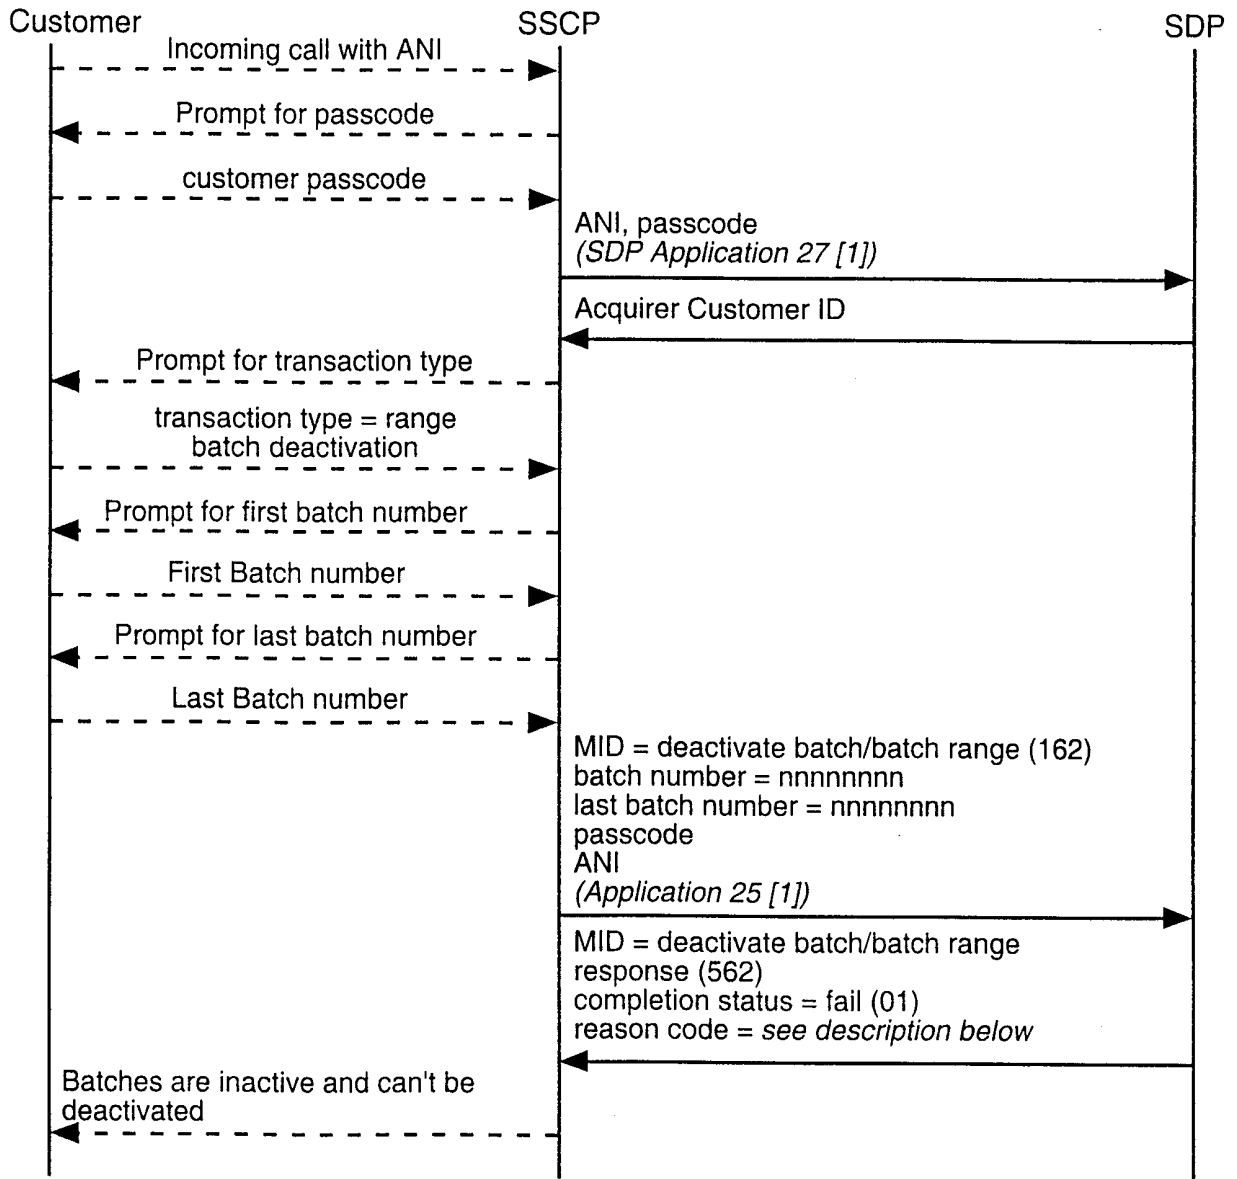 Customer
SSCP
SDP
Incoming call with ANI
Prompt for passcode
customer passcode
ANI, passcode
(SDP Application 27 [1])
Acquirer Customer ID
Prompt for transaction type
transaction type = range
batch deactivation
Prompt for first batch number
First Batch number
Prompt for last batch number
Last Batch number
MID = deactivate batch/batch range (162)
batch number = nnnnnnnn
last batch number = nnnnnnnn
passcode
ANI
(Application 25 [1])
MID = deactivate batch/batch range
response (562)
completion status = fail (01)
reason code = see description below
Batches are inactive and can't be
deactivated